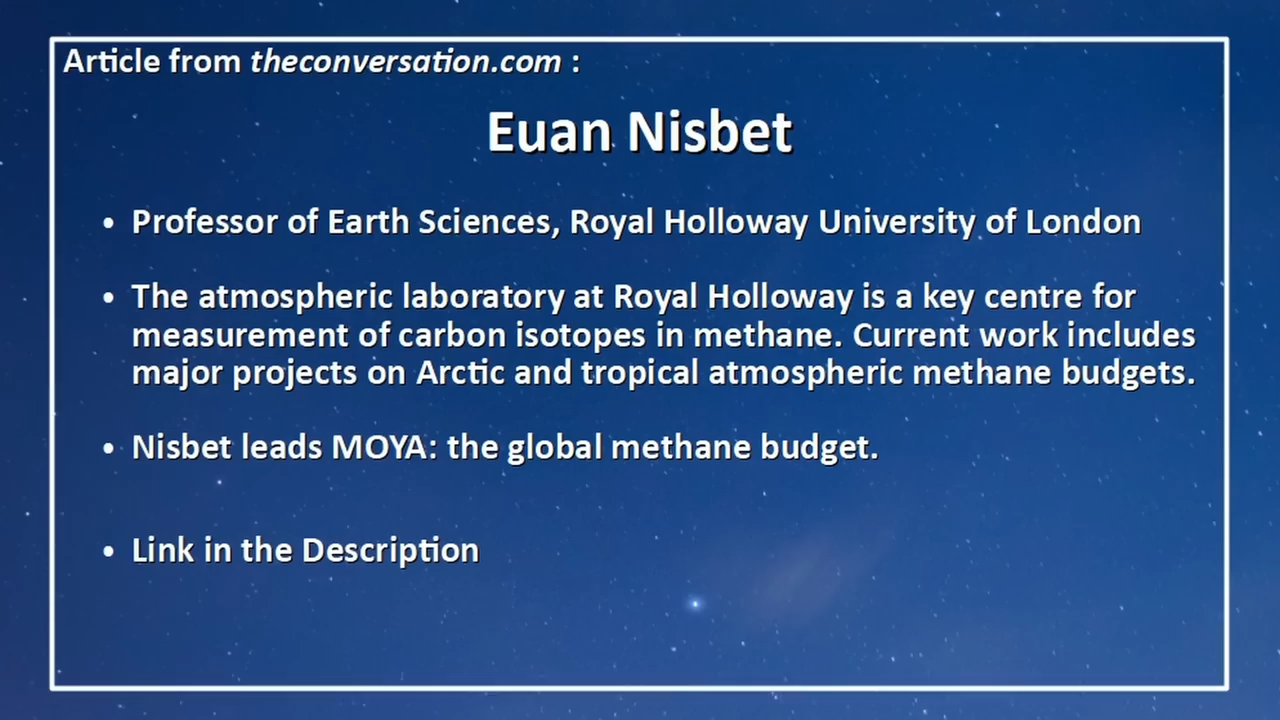 Article from theconversation.com :
Euan Nisbet
• Professor of Earth Sciences, Royal Holloway University of London
• The atmospheric laboratory at Royal Holloway is a key centre for
measurement of carbon isotopes in methane. Current work includes
major projects on Arctic and tropical atmospheric methane budgets.
• Nisbet leads MOYA: the global methane budget.
• Link in the Description